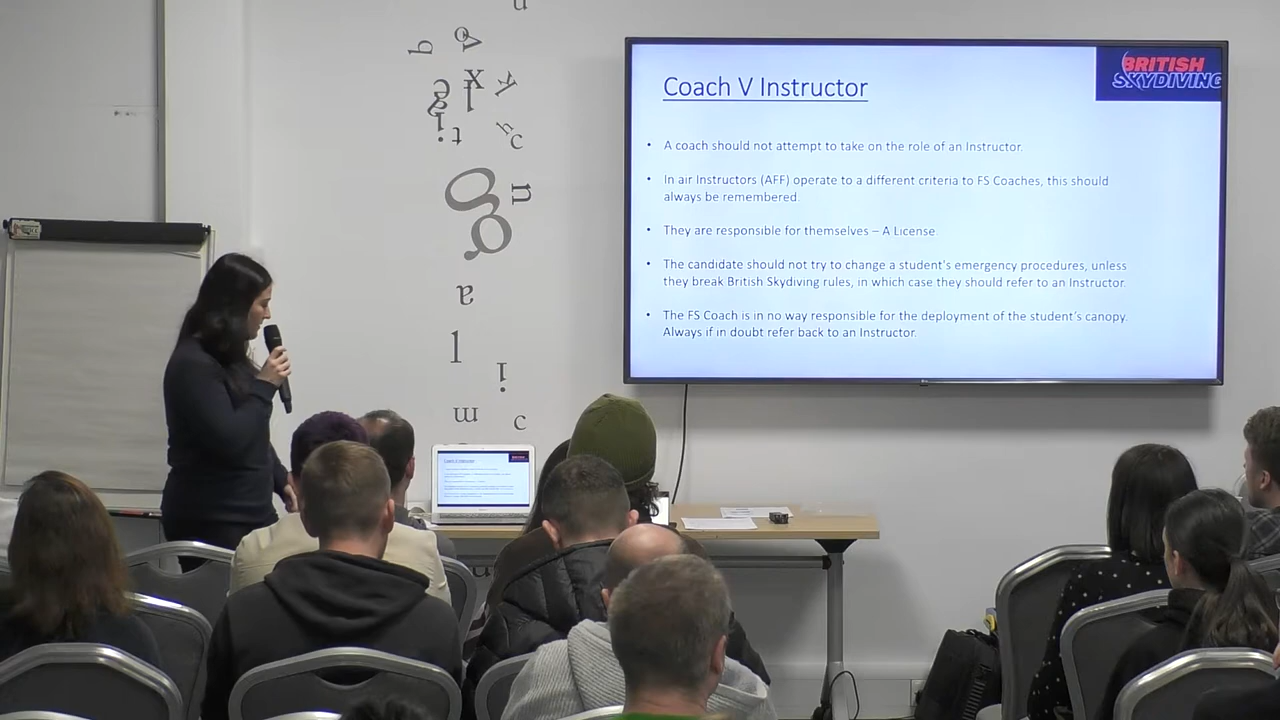 Coach V Instructor
BRITISH
SKYDIVING
• A coach should not attempt to take on the role of an Instructor.
• In air Instructors (AFF) operate to a different criteria to FS Coaches, this should
always be remembered.
• They are responsible for themselves – A License.
• The candidate should not try to change a student's emergency procedures, unless
they break British Skydiving rules, in which case they should refer to an Instructor.
• The FS Coach is in no way responsible for the deployment of the student's canopy.
Always if in doubt refer back to an Instructor.